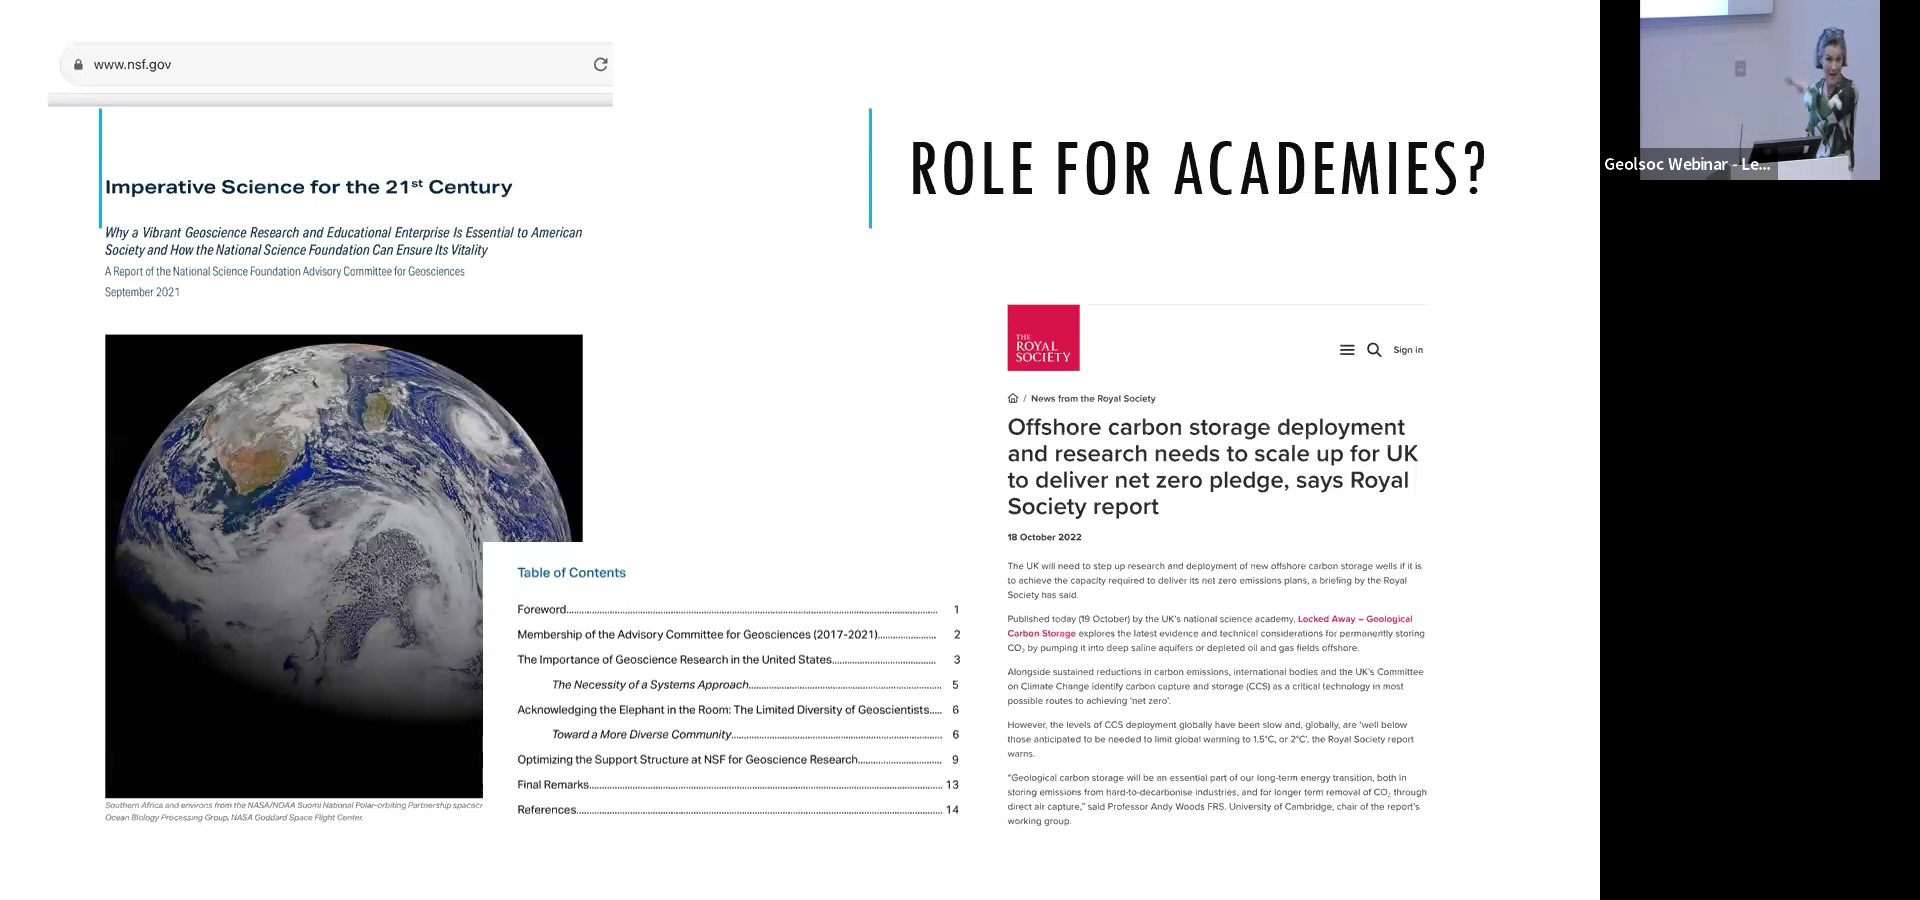 www.nsf.gov
Imperative Science for the 21st Century
Why a Vibrant Geoscience Research and Educational Enterprise Is Essential to American
Society and How the National Science Foundation Can Ensure Its Vitality
A Report of the National Science Foundation Advisory Committee for Geosciences
September 2021
Southern Africa and environs from the NASA/NOAA Suomi National Polar-orbiting Partnership spacecr
Ocean Biology Processing Group, NASA Goddard Space Flight Center.
Table of Contents
Foreword 1
Membership of the Advisory Committee for Geosciences (2017-2021) 2
The Importance of Geoscience Research in the United States 3
The Necessity of a Systems Approach 5
Acknowledging the Elephant in the Room: The Limited Diversity of Geoscientists 6
Toward a More Diverse Community 6
Optimizing the Support Structure at NSF for Geoscience Research 9
Final Remarks 13
References 14
ROLE FOR ACADEMIES?
THE
ROYAL
SOCIETY
Sign in
/ News from the Royal Society
Offshore carbon storage deployment
and research needs to scale up for UK
to deliver net zero pledge, says Royal
Society report
18 October 2022
The UK will need to step up research and deployment of new offshore carbon storage wells if it is
to achieve the capacity required to deliver its net zero emissions plans, a briefing by the Royal
Society has said.
Published today (19 October) by the UK's national science academy, Locked Away – Geological
Carbon Storage explores the latest evidence and technical considerations for permanently storing
CO₂ by pumping it into deep saline aquifers or depleted oil and gas fields offshore.
Alongside sustained reductions in carbon emissions, international bodies and the UK's Committee
on Climate Change identify carbon capture and storage (CCS) as a critical technology in most
possible routes to achieving 'net zero'.
However, the levels of CCS deployment globally have been slow and, globally, are 'well below
those anticipated to be needed to limit global warming to 1.5°C, or 2°C', the Royal Society report
warns.
"Geological carbon storage will be an essential part of our long-term energy transition, both in
storing emissions from hard-to-decarbonise industries, and for longer term removal of CO₂ through
direct air capture," said Professor Andy Woods FRS, University of Cambridge, chair of the report's
working group.
Geolsoc Webinar - Le...